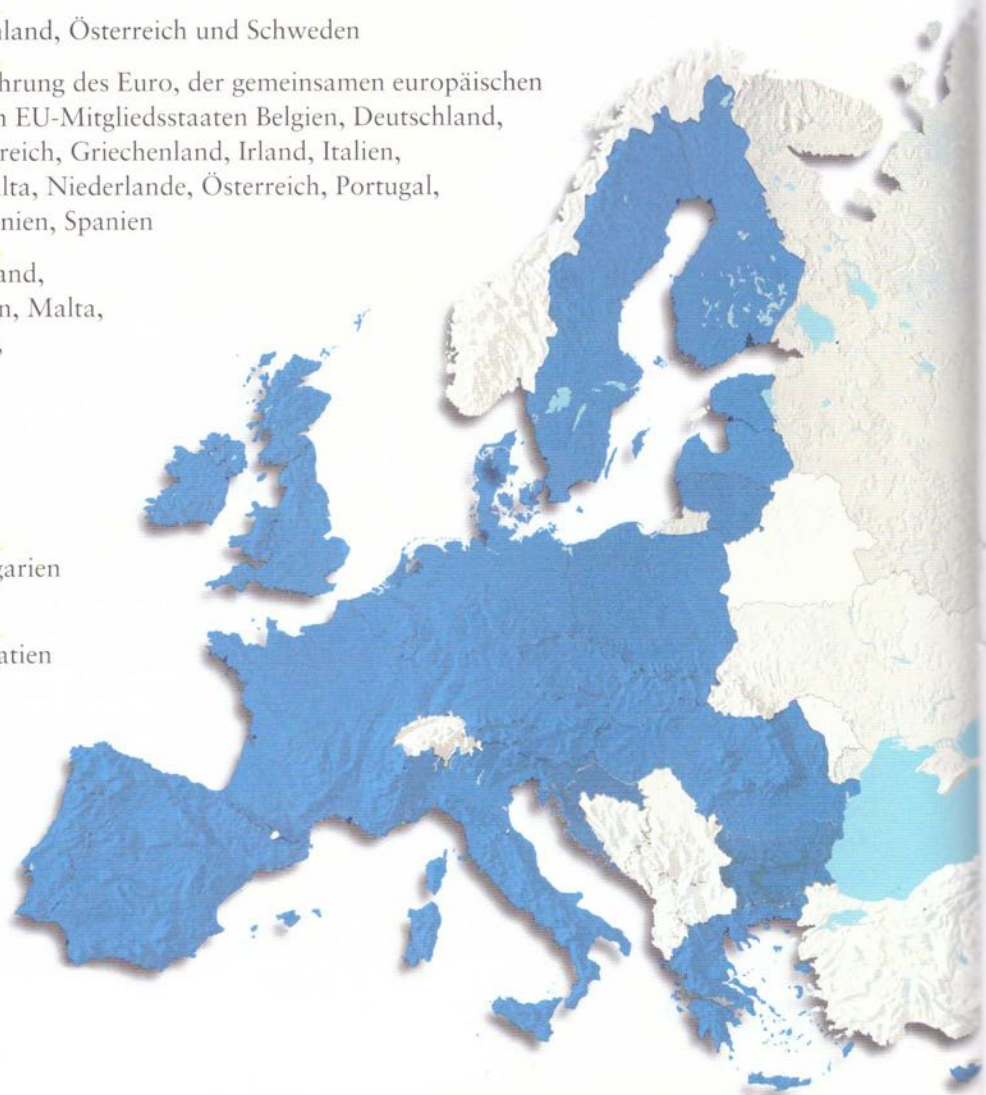 nland, Österreich und Schweden
hrung des Euro, der gemeinsamen europäischen
n EU-Mitgliedsstaaten Belgien, Deutschland,
reich, Griechenland, Irland, Italien,
lta, Niederlande, Österreich, Portugal,
nien, Spanien
and,
n, Malta,
garien
atien